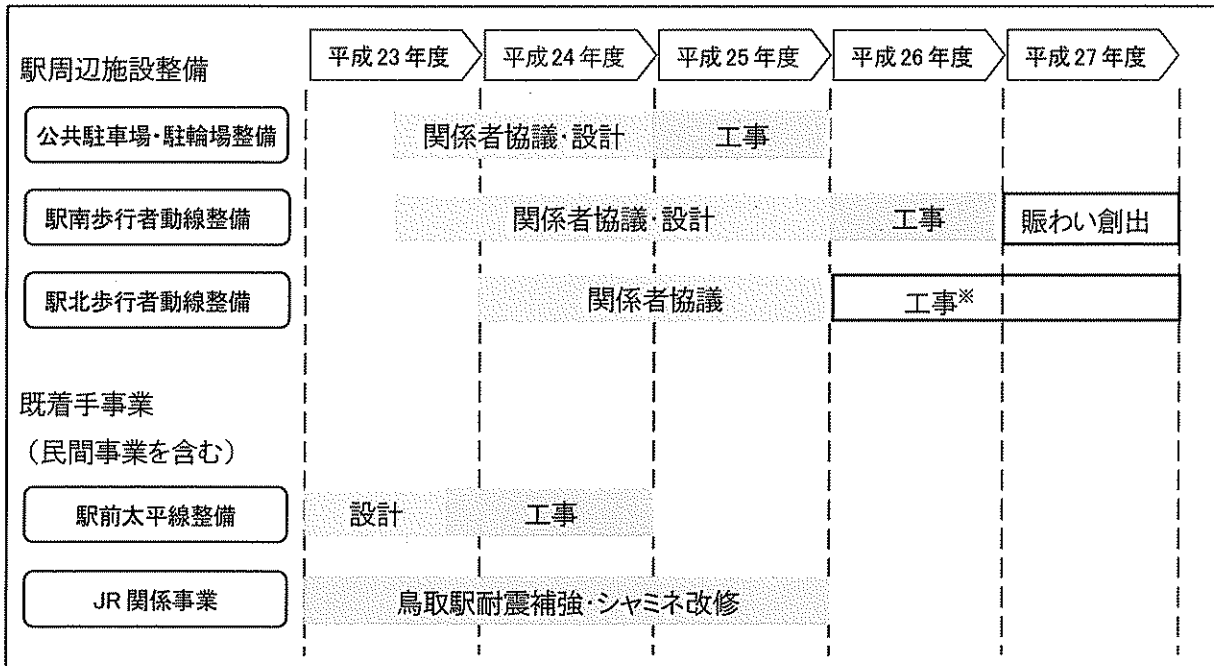 駅周辺施設整備
平成23年度 平成24年度 平成25年度 平成26年度 平成27年度
公共駐車場・駐輪場整備 関係者協議・設計 工事
駅南歩行者動線整備 関係者協議・設計 工事 賑わい創出
駅北歩行者動線整備 関係者協議 工事※
既着手事業
（民間事業を含む）
駅前太平線整備 設計 工事
JR関係事業 鳥取駅耐震補強・シャミネ改修